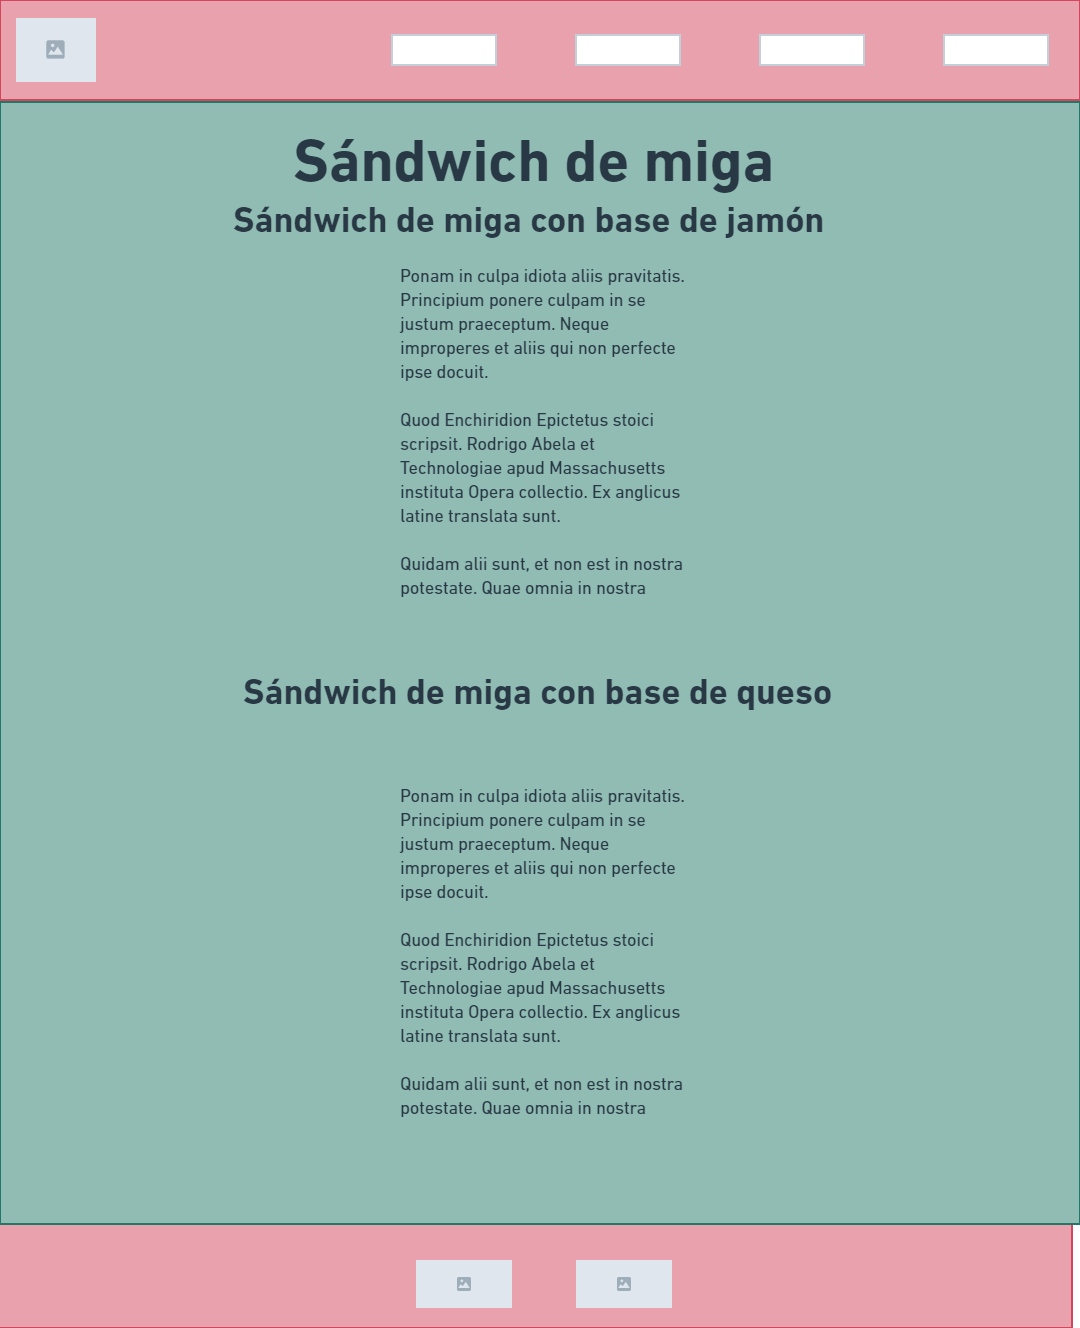 Sándwich de miga
Sándwich de miga con base de jamón
Ponam in culpa idiota aliis pravitatis.
Principium ponere culpam in se
justum praeceptum. Neque
improperes et aliis qui non perfecte
ipse docuit.
Quod Enchiridion Epictetus stoici
scripsit. Rodrigo Abela et
Technologiae apud Massachusetts
instituta Opera collectio. Ex anglicus
latine translata sunt.
Quidam alii sunt, et non est in nostra
potestate. Quae omnia in nostra
Sándwich de miga con base de queso
Ponam in culpa idiota aliis pravitatis.
Principium ponere culpam in se
justum praeceptum. Neque
improperes et aliis qui non perfecte
ipse docuit.
Quod Enchiridion Epictetus stoici
scripsit. Rodrigo Abela et
Technologiae apud Massachusetts
instituta Opera collectio. Ex anglicus
latine translata sunt.
Quidam alii sunt, et non est in nostra
potestate. Quae omnia in nostra